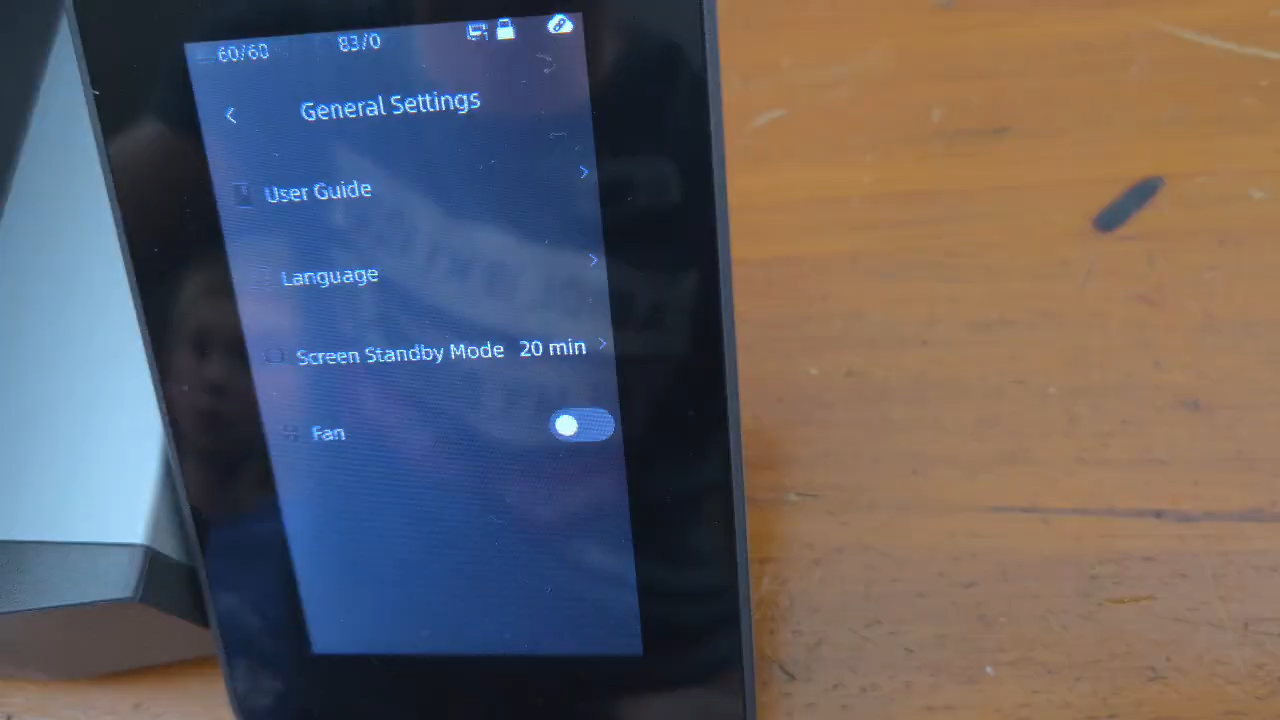 60/60 83/0
General Settings
User Guide
Language
Screen Standby Mode 20 min
Fan